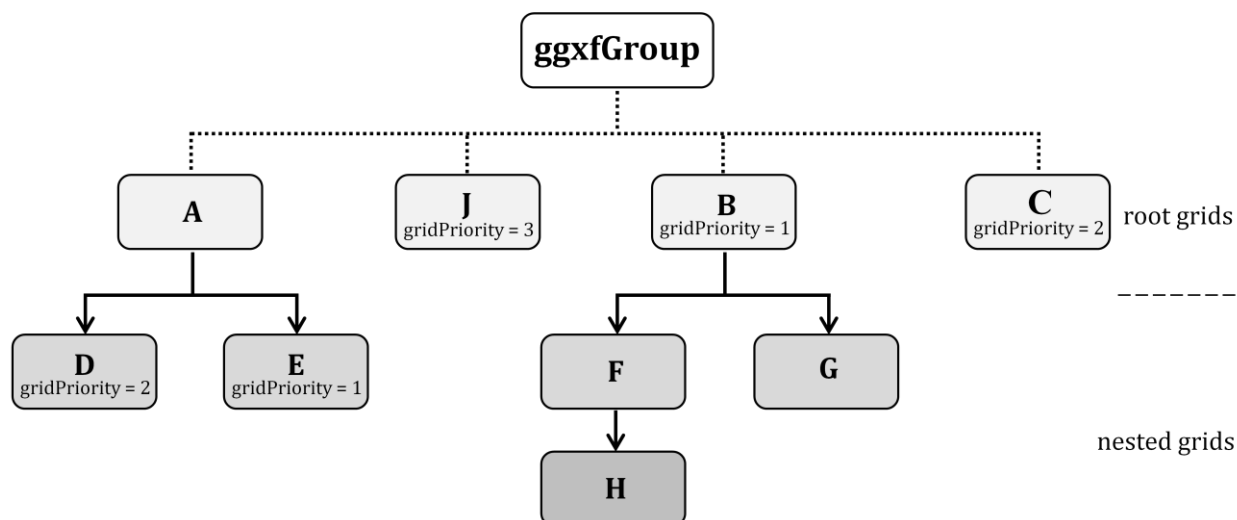 ggxfGroup
A
J
gridPriority = 3
B
gridPriority = 1
C
gridPriority = 2
root grids
D
gridPriority = 2
E
gridPriority = 1
F
G
nested grids
H